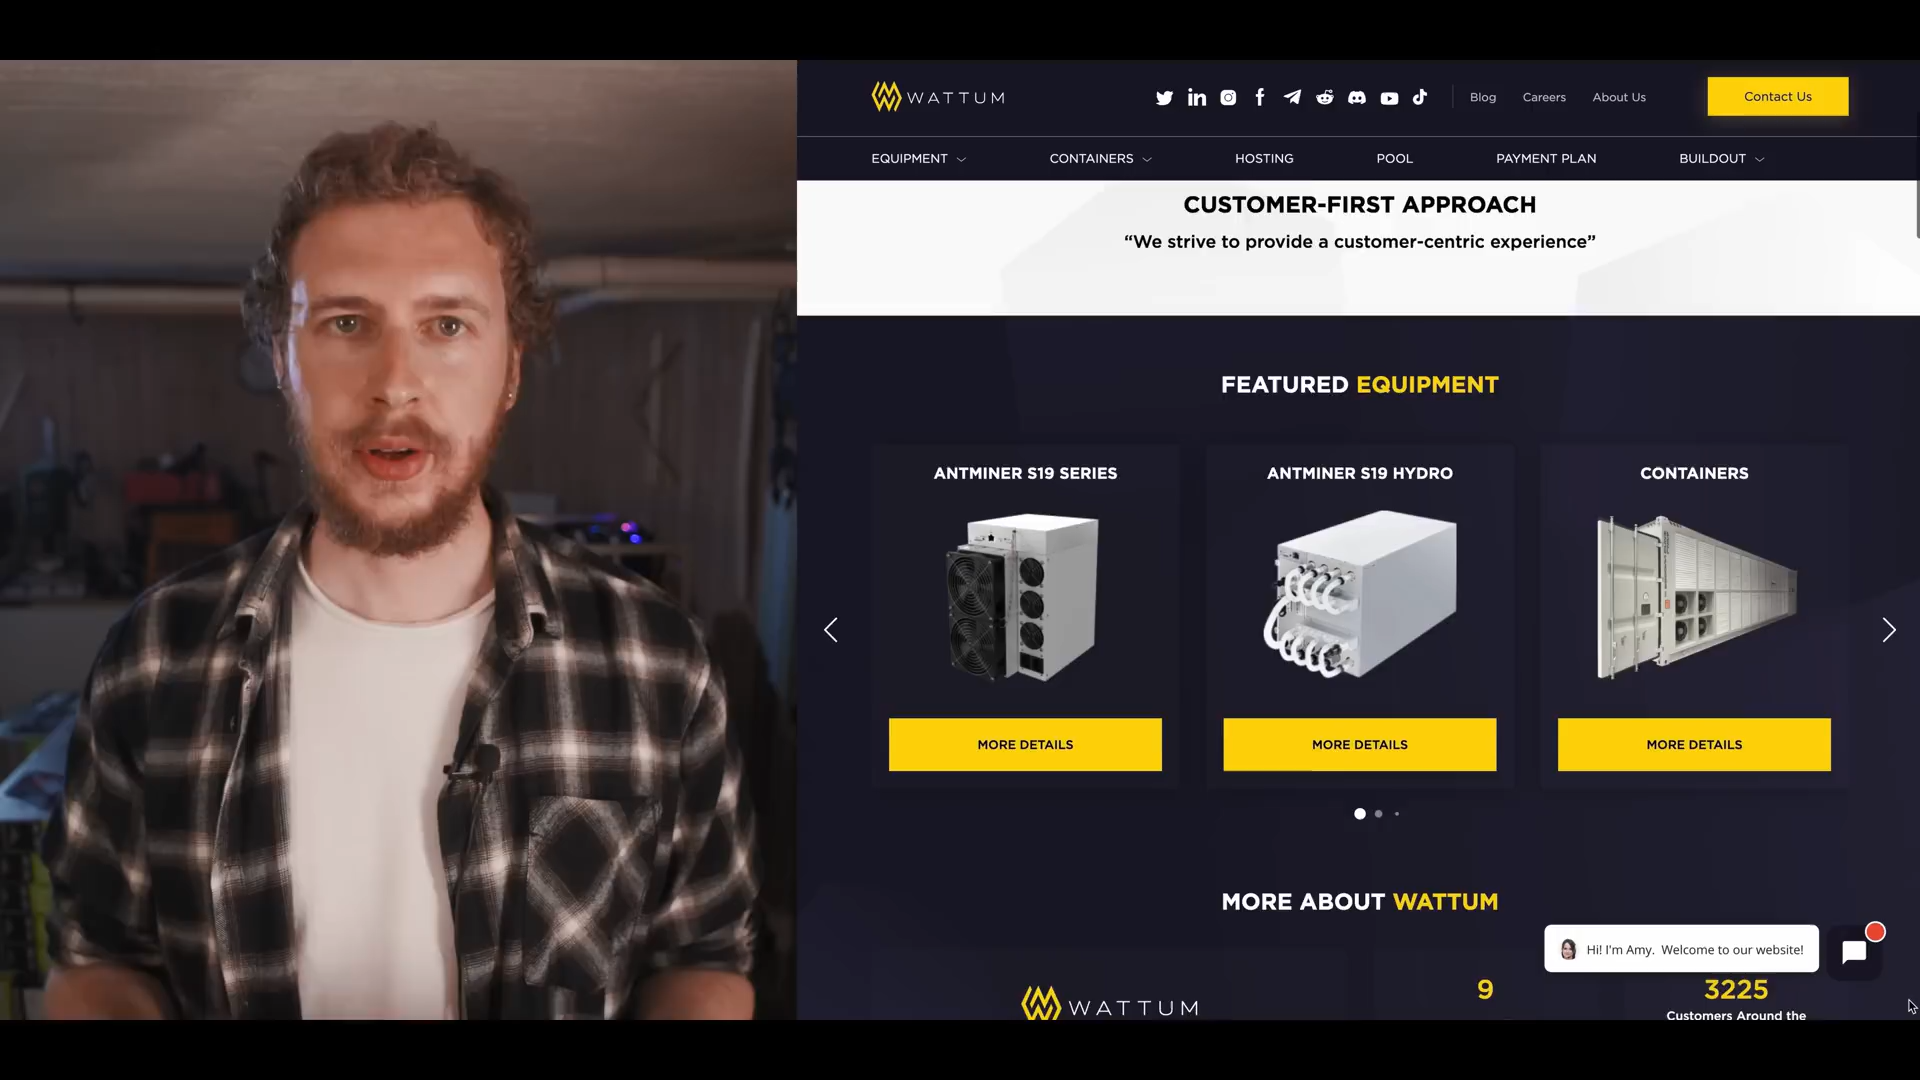 WATTUM
Blog
Careers
About Us
Contact Us
EQUIPMENT
CONTAINERS
HOSTING
POOL
PAYMENT PLAN
BUILDOUT
CUSTOMER-FIRST APPROACH
“We strive to provide a customer-centric experience”
FEATURED EQUIPMENT
ANTMINER S19 SERIES
ANTMINER S19 HYDRO
CONTAINERS
MORE DETAILS
MORE DETAILS
MORE DETAILS
MORE ABOUT WATTUM
Hi! I'm Amy. Welcome to our website!
WATTUM
9
3225
Customers Around the